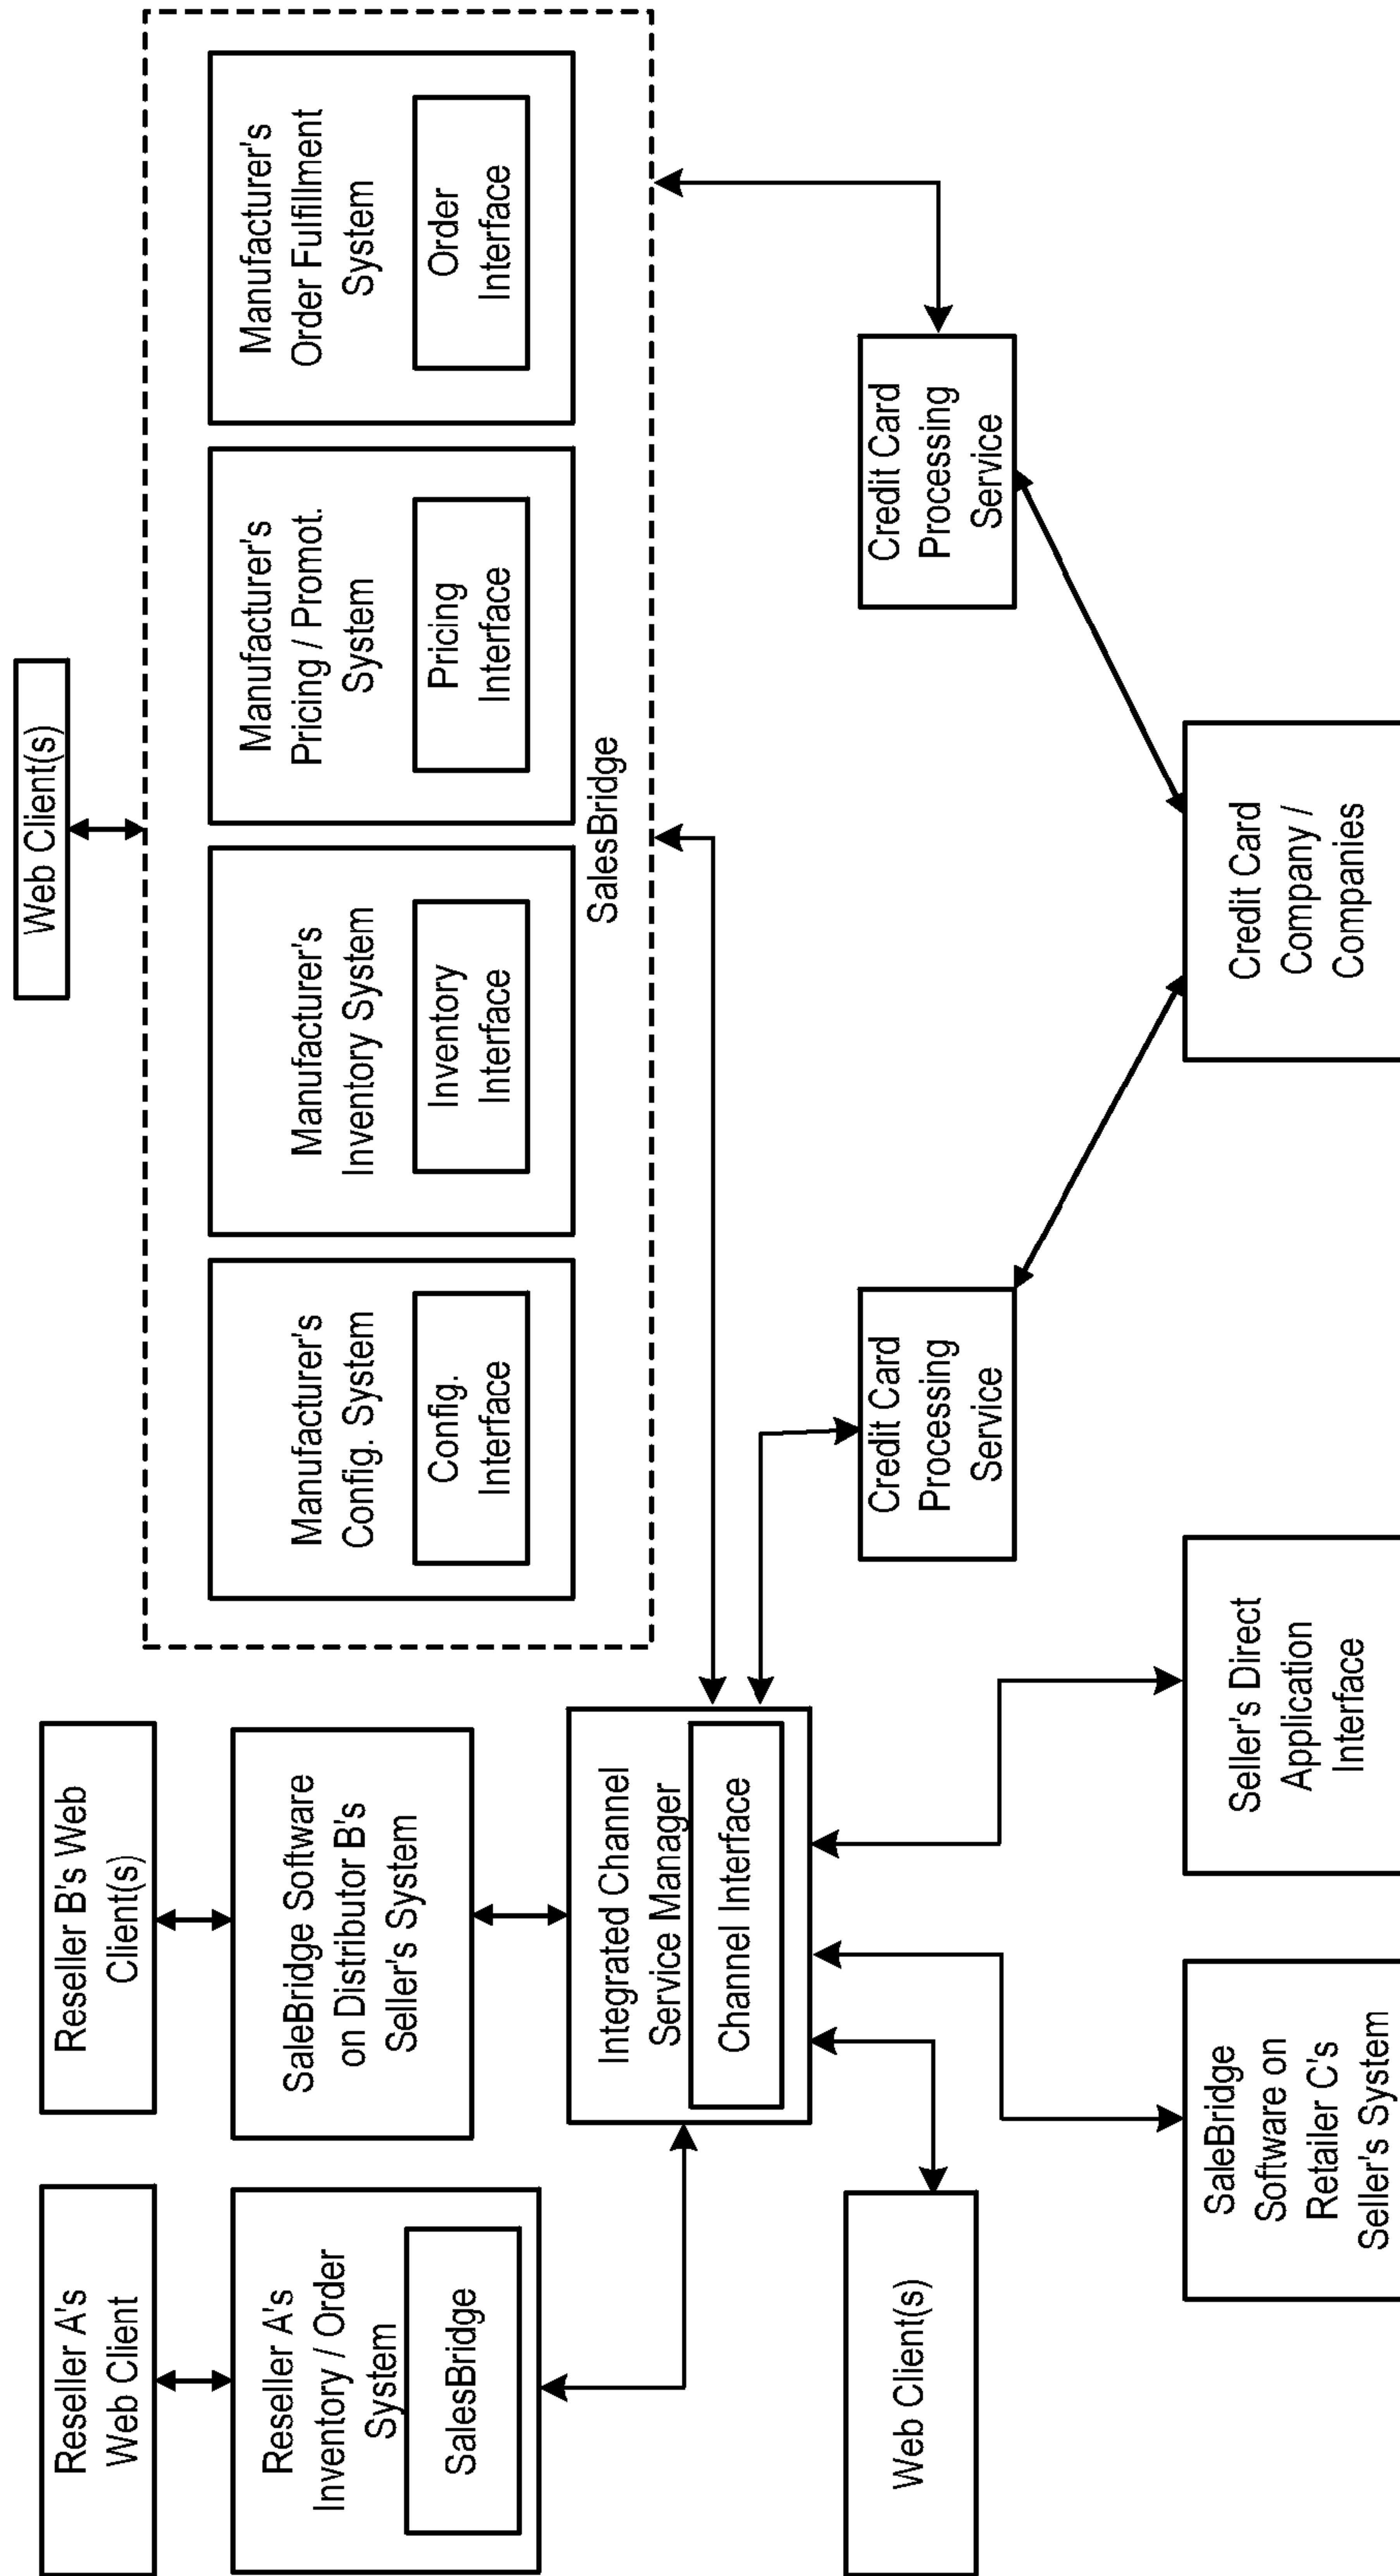 Reseller A's
Web Client
Reseller B's Web
Client(s)
Web Client(s)
Reseller A's
Inventory / Order
System
SalesBridge
SaleBridge Software
on Distributor B's
Seller's System
Manufacturer's
Config. System
Config.
Interface
Manufacturer's
Inventory System
Inventory
Interface
Manufacturer's
Pricing / Promot.
System
Pricing
Interface
Manufacturer's
Order Fulfillment
System
Order
Interface
SalesBridge
Integrated Channel
Service Manager
Channel Interface
Web Client(s)
Credit Card
Processing
Service
Credit Card
Processing
Service
SaleBridge
Software on
Retailer C's
Seller's System
Seller's Direct
Application
Interface
Credit Card
Company /
Companies